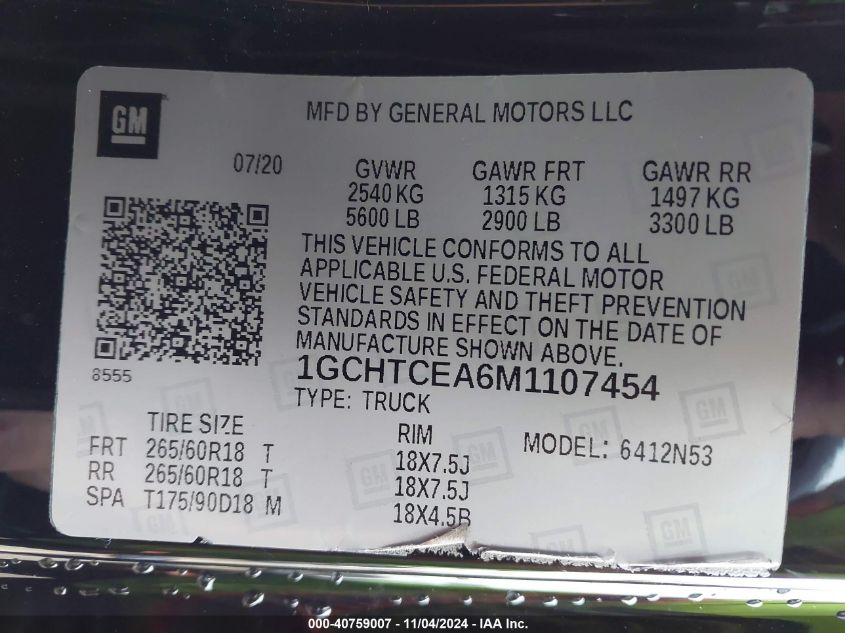 GM
MFD BY GENERAL MOTORS LLC
07/20
GVWR GAWR FRT GAWR RR
2540 KG 1315 KG 1497 KG
5600 LB 2900 LB 3300 LB
THIS VEHICLE CONFORMS TO ALL
APPLICABLE U.S. FEDERAL MOTOR
VEHICLE SAFETY AND THEFT PREVENTION
STANDARDS IN EFFECT ON THE DATE OF
MANUFACTURE SHOWN ABOVE.
8555
1GCHTCEA6M1107454
TYPE: TRUCK
TIRE SIZE RIM MODEL: 6412N53
FRT 265/60R18 T 18X7.5J
RR 265/60R18 T 18X7.5J
SPA T175/90D18 M 18X4.5B
000-40759007 - 11/04/2024 - IAA Inc.